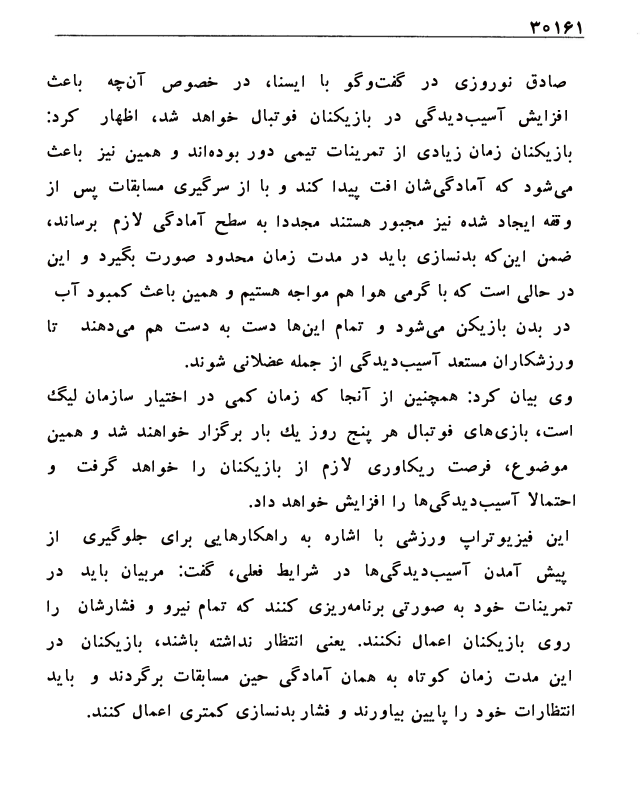 ۳۰۱۶۱
صادق نوروزی در گفت‌وگو با ایسنا، در خصوص آن‌چه باعث
افزایش آسیب‌دیدگی در بازیکنان فوتبال خواهد شد، اظهار کرد:
بازیکنان زمان زیادی از تمرینات تیمی دور بوده‌اند و همین نیز باعث
می‌شود که آمادگی‌شان افت پیدا کند و با از سرگیری مسابقات پس از
وقفه ایجاد شده نیز مجبور هستند مجددا به سطح آمادگی لازم برساند،
ضمن این‌که بدنسازی باید در مدت زمان محدود صورت بگیرد و این
در حالی است که با گرمی هوا هم مواجه هستیم و همین باعث کمبود آب
در بدن بازیکن می‌شود و تمام این‌ها دست به دست هم می‌دهند تا
ورزشکاران مستعد آسیب‌دیدگی از جمله عضلانی شوند.
وی بیان کرد: همچنین از آنجا که زمان کمی در اختیار سازمان لیگ
است، بازی‌های فوتبال هر پنج روز یك بار برگزار خواهند شد و همین
موضوع، فرصت ریکاوری لازم از بازیکنان را خواهد گرفت و
احتمالا آسیب‌دیدگی‌ها را افزایش خواهد داد.
این فیزیوتراپ ورزشی با اشاره به راهکارهایی برای جلوگیری از
پیش آمدن آسیب‌دیدگی‌ها در شرایط فعلی، گفت: مربیان باید در
تمرینات خود به صورتی برنامه‌ریزی کنند که تمام نیرو و فشارشان را
روی بازیکنان اعمال نکنند. یعنی انتظار نداشته باشند، بازیکنان در
این مدت زمان کوتاه به همان آمادگی حین مسابقات برگردند و باید
انتظارات خود را پایین بیاورند و فشار بدنسازی کمتری اعمال کنند.